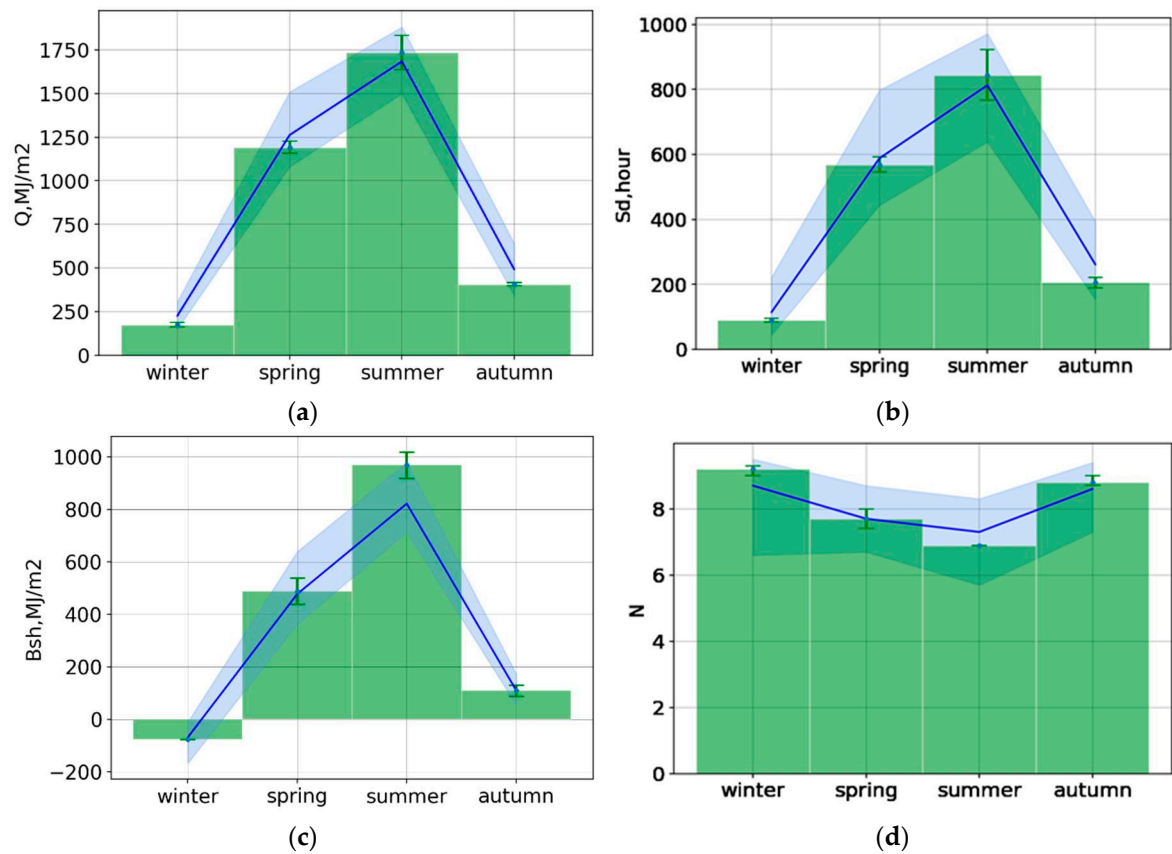 Q,MJ/m2
1750
1500
1250
1000
750
500
250
0
winter spring summer autumn
(a)
Sd,hour
1000
800
600
400
200
0
winter spring summer autumn
(b)
Bsh,MJ/m2
1000
800
600
400
200
0
−200
winter spring summer autumn
(c)
N
8
6
4
2
0
winter spring summer autumn
(d)